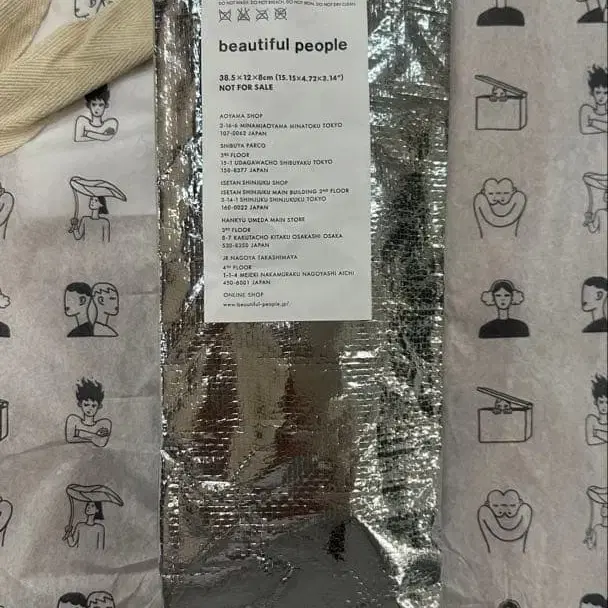 DO NOT WASH. DO NOT BLEACH. DO NOT IRON. DO NOT DRY CLEAN.
beautiful people
38.5×12×8cm (15.15×4.72×3.14")
NOT FOR SALE
AOYAMA SHOP
3-16-6 MINAMIAOYAMA MINATOKU TOKYO
107-0062 JAPAN
SHIBUYA PARCO
3RD FLOOR
15-1 UDAGAWACHO SHIBUYAKU TOKYO
150-8377 JAPAN
ISETAN SHINJUKU SHOP
ISETAN SHINJUKU MAIN BUILDING 2ND FLOOR
3-14-1 SHINJUKU SHINJUKUKU TOKYO
160-0022 JAPAN
HANKYU UMEDA MAIN STORE
3RD FLOOR
8-7 KAKUTACHO KITAKU OSAKASHI OSAKA
530-8350 JAPAN
JR NAGOYA TAKASHIMAYA
4TH FLOOR
1-1-4 MEIEKI NAKAMURAKU NAGOYASHI AICHI
450-6001 JAPAN
ONLINE SHOP
www.beautiful-people.jp/